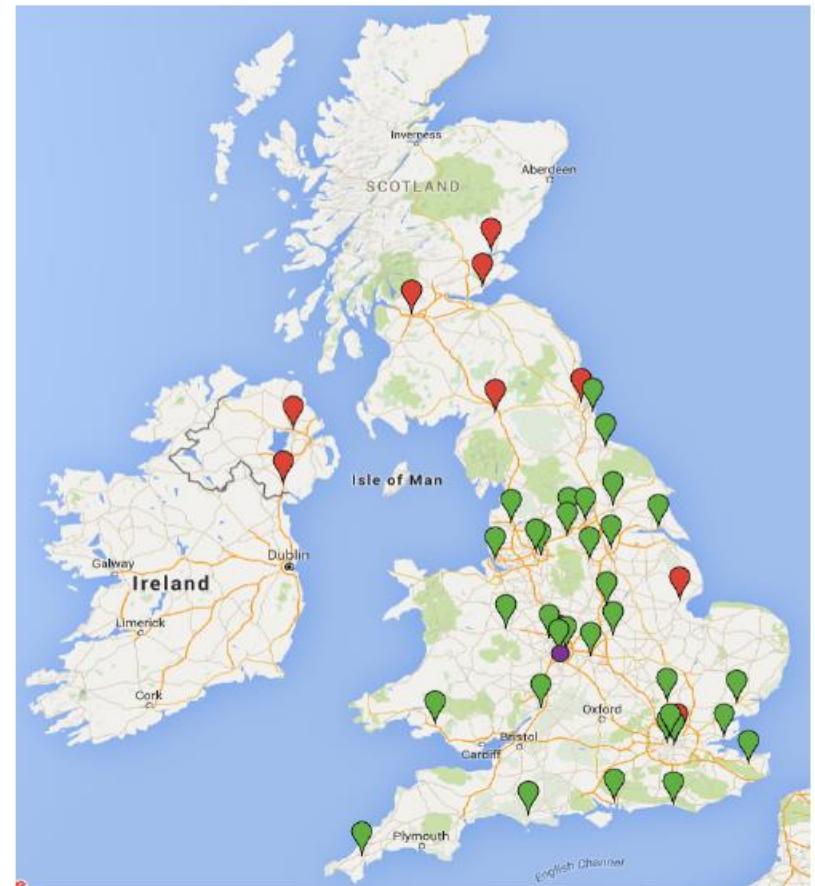 Inverness
Aberdeen
SCOTLAND
Isle of Man
Dublin
Galway
Ireland
Limerick
Cork
Oxford
Bristol
Cardiff
Plymouth
English Channel